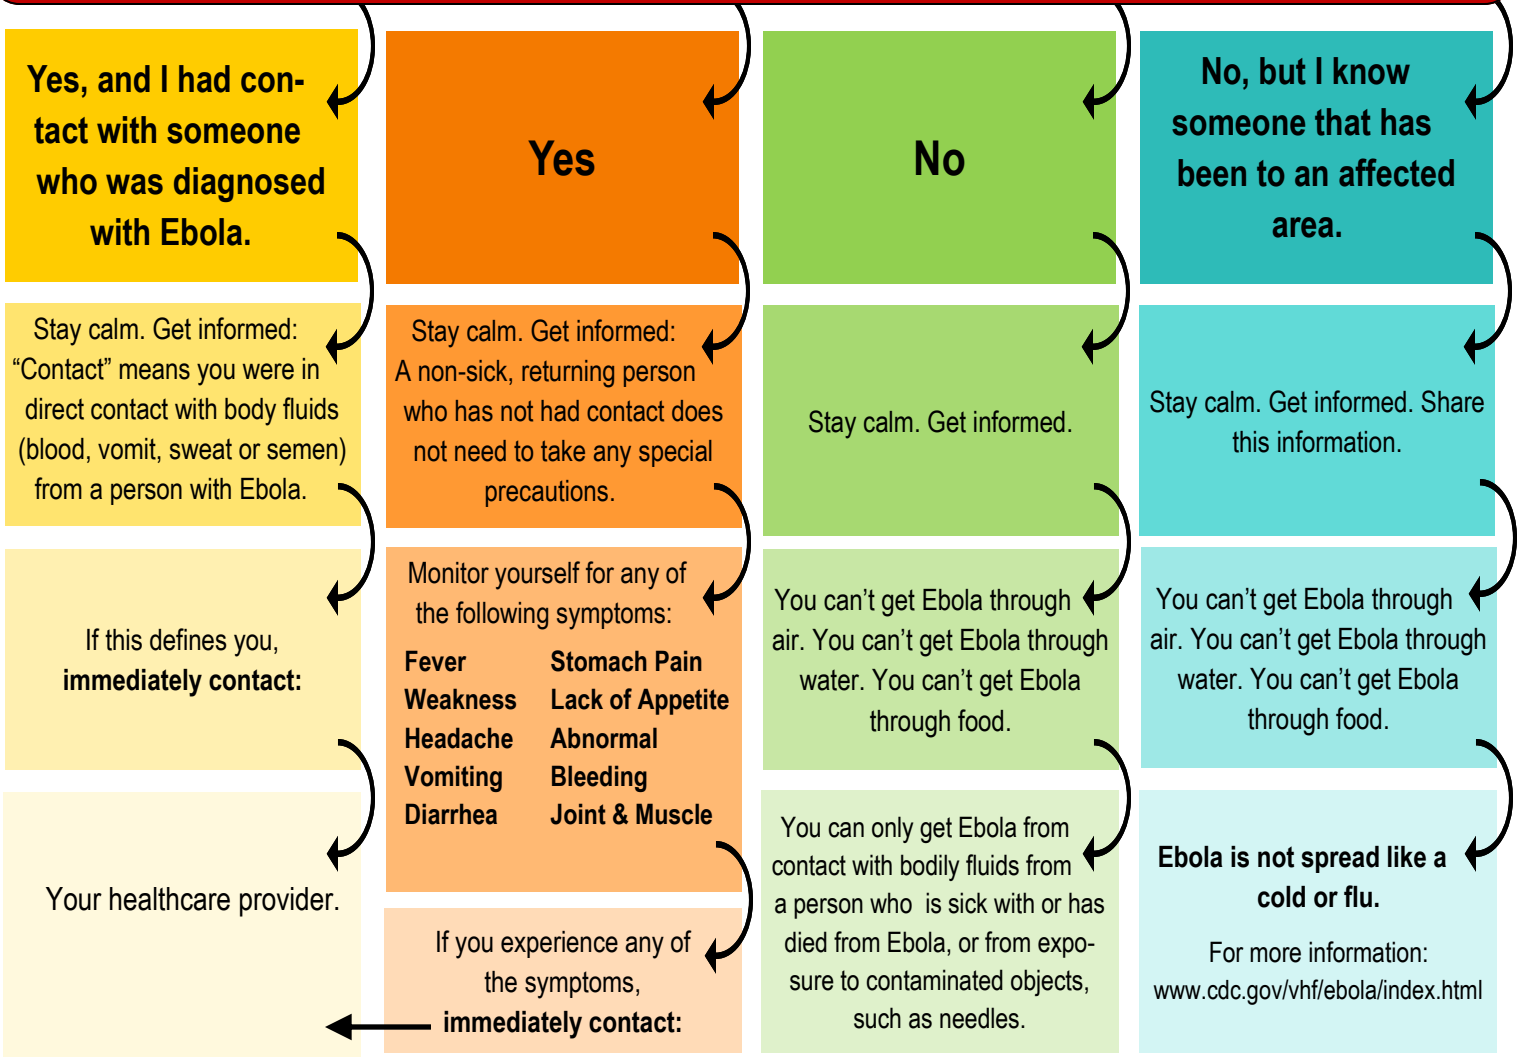 Yes, and I had con-
tact with someone
who was diagnosed
with Ebola.
Stay calm. Get informed:
“Contact” means you were in
direct contact with body fluids
(blood, vomit, sweat or semen)
from a person with Ebola.
If this defines you,
immediately contact:
Your healthcare provider.
Yes
Stay calm. Get informed:
A non-sick, returning person
who has not had contact does
not need to take any special
precautions.
Monitor yourself for any of
the following symptoms:
Fever
Weakness
Headache
Vomiting
Diarrhea
Stomach Pain
Lack of Appetite
Abnormal
Bleeding
Joint & Muscle
If you experience any of
the symptoms,
immediately contact:
No
Stay calm. Get informed.
You can’t get Ebola through
air. You can’t get Ebola through
water. You can’t get Ebola
through food.
You can only get Ebola from
contact with bodily fluids from
a person who is sick with or has
died from Ebola, or from expo-
sure to contaminated objects,
such as needles.
No, but I know
someone that has
been to an affected
area.
Stay calm. Get informed. Share
this information.
You can’t get Ebola through
air. You can’t get Ebola through
water. You can’t get Ebola
through food.
Ebola is not spread like a
cold or flu.
For more information:
www.cdc.gov/vhf/ebola/index.html